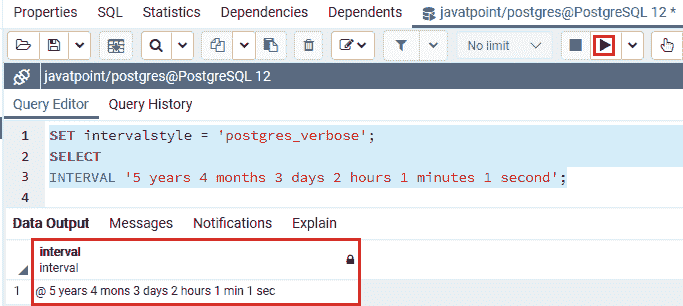 Properties SQL Statistics Dependencies Dependents javatpoint/postgres@PostgreSQL 12 *
No limit
javatpoint/postgres@PostgreSQL 12
Query Editor Query History
1 SET intervalstyle = 'postgres_verbose';
2 SELECT
3 INTERVAL '5 years 4 months 3 days 2 hours 1 minutes 1 second';
4
Data Output Messages Notifications Explain
interval
interval
1 @ 5 years 4 mons 3 days 2 hours 1 min 1 sec